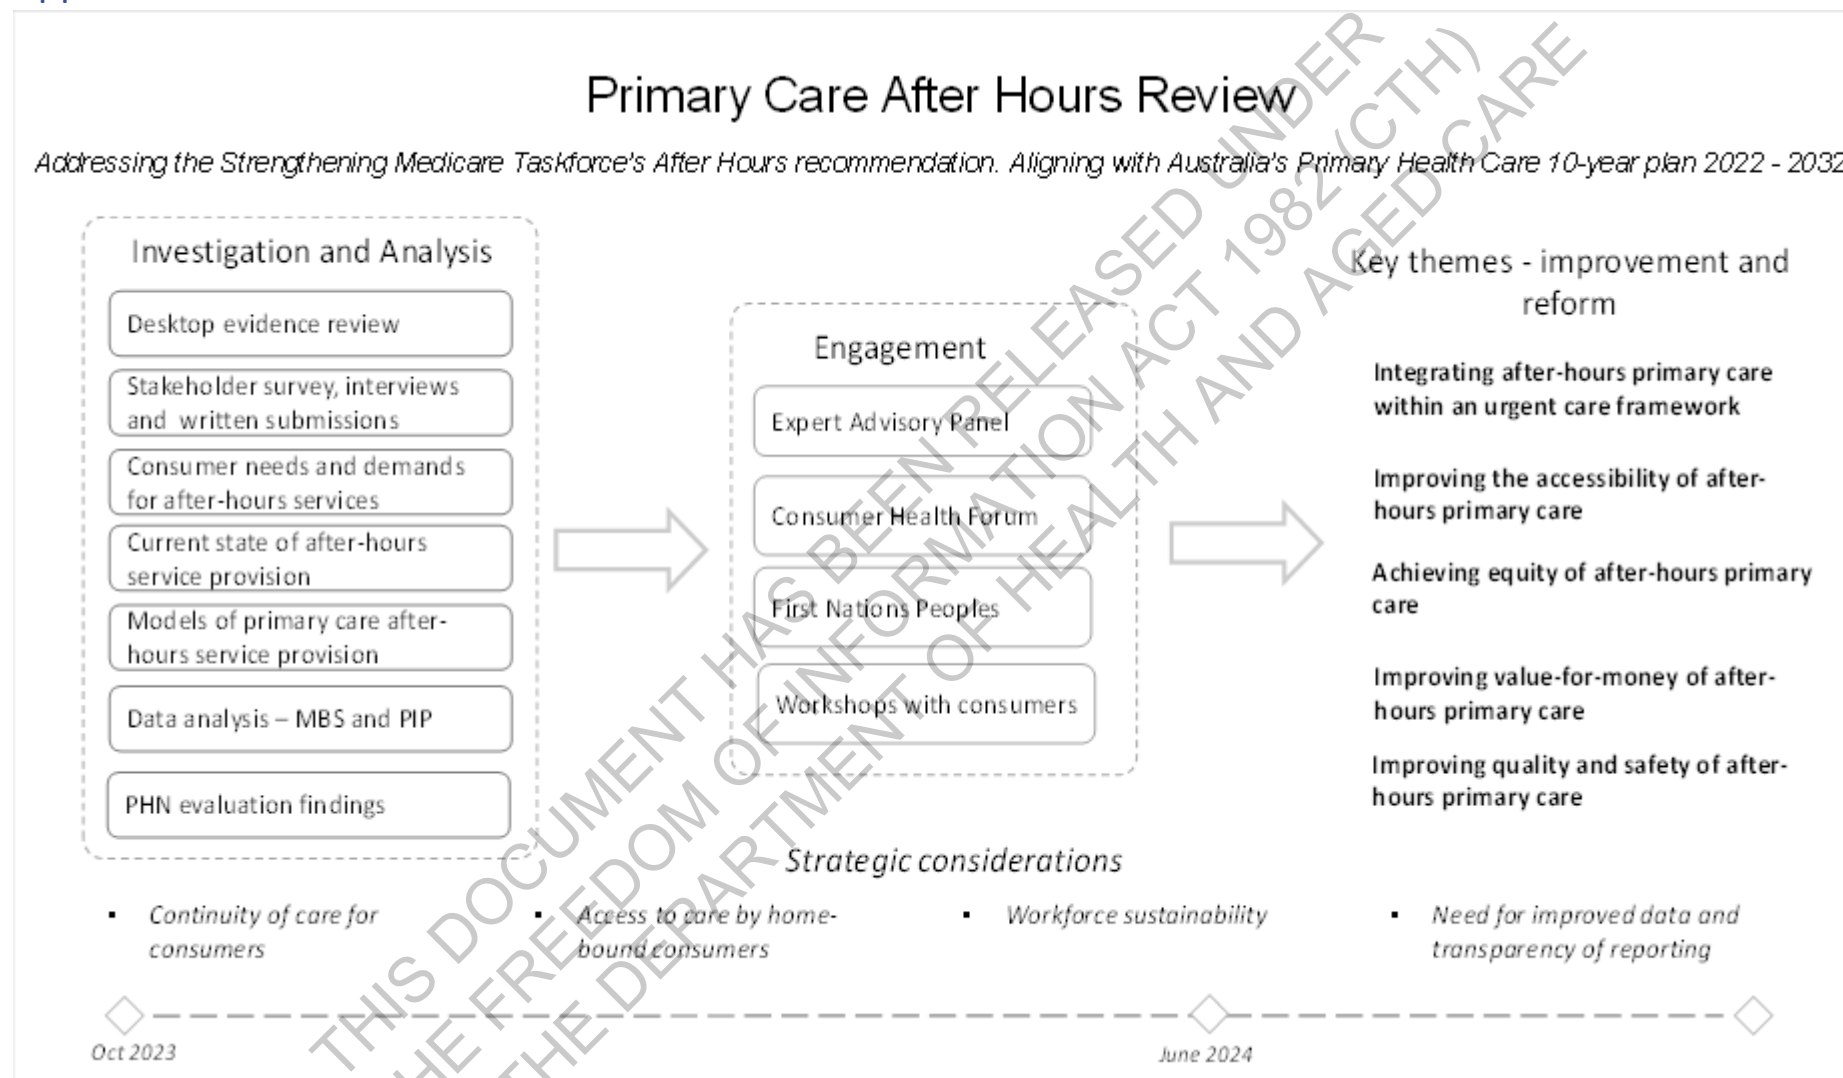 Primary Care After Hours Review
Addressing the Strengthening Medicare Taskforce's After Hours recommendation. Aligning with Australia's Primary Health Care 10-year plan 2022 - 2032
Investigation and Analysis
Desktop evidence review
Stakeholder survey, interviews
and written submissions
Consumer needs and demands
for after-hours services
Current state of after-hours
service provision
Models of primary care after-
hours service provision
Data analysis – MBS and PIP
PHN evaluation findings
Engagement
Expert Advisory Panel
Consumer Health Forum
First Nations Peoples
Workshops with consumers
Key themes - improvement and
reform
Integrating after-hours primary care
within an urgent care framework
Improving the accessibility of after-
hours primary care
Achieving equity of after-hours primary
care
Improving value-for-money of after-
hours primary care
Improving quality and safety of after-
hours primary care
Strategic considerations
▪ Continuity of care for
consumers
▪ Access to care by home-
bound consumers
▪ Workforce sustainability
▪ Need for improved data and
transparency of reporting
Oct 2023
June 2024
THIS DOCUMENT HAS BEEN RELEASED UNDER
THE FREEDOM OF INFORMATION ACT 1982 (CTH)
THE DEPARTMENT OF HEALTH AND AGED CARE